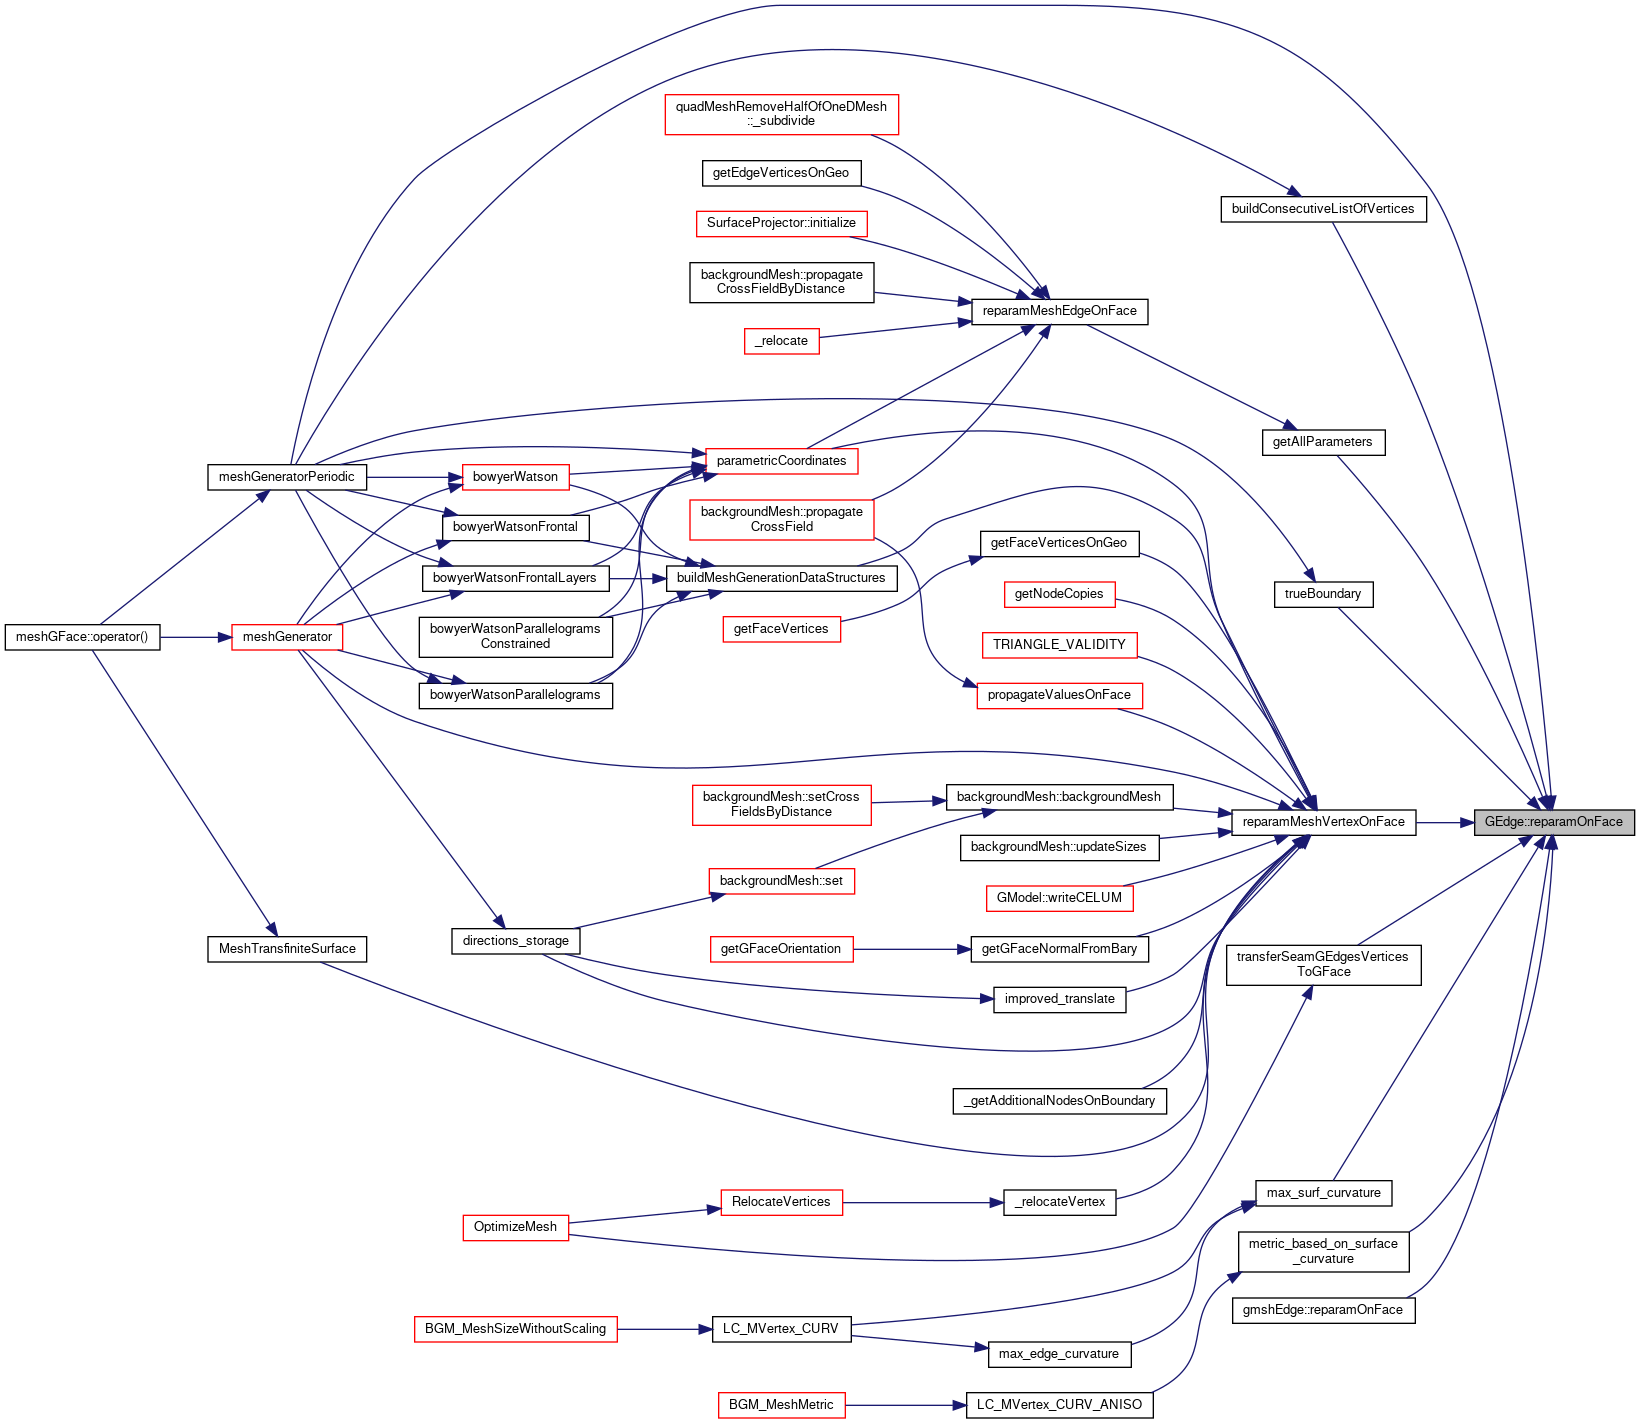 quadMeshRemoveHalfOfOneDMesh
::_subdivide
getEdgeVerticesOnGeo
SurfaceProjector::initialize
buildConsecutiveListOfVertices
backgroundMesh::propagate
CrossFieldByDistance
reparamMeshEdgeOnFace
_relocate
getAllParameters
parametricCoordinates
meshGeneratorPeriodic
bowyerWatson
backgroundMesh::propagate
CrossField
bowyerWatsonFrontal
getFaceVerticesOnGeo
bowyerWatsonFrontalLayers
buildMeshGenerationDataStructures
getNodeCopies
trueBoundary
meshGFace::operator()
meshGenerator
bowyerWatsonParallelograms
Constrained
getFaceVertices
TRIANGLE_VALIDITY
bowyerWatsonParallelograms
propagateValuesOnFace
backgroundMesh::setCross
FieldsByDistance
backgroundMesh::backgroundMesh
reparamMeshVertexOnFace
GEdge::reparamOnFace
backgroundMesh::updateSizes
backgroundMesh::set
GModel::writeCELUM
MeshTransfiniteSurface
directions_storage
getGFaceOrientation
getGFaceNormalFromBary
transferSeamGEdgesVertices
ToGFace
improved_translate
_getAdditionalNodesOnBoundary
RelocateVertices
_relocateVertex
max_surf_curvature
OptimizeMesh
metric_based_on_surface
_curvature
gmshEdge::reparamOnFace
BGM_MeshSizeWithoutScaling
LC_MVertex_CURV
max_edge_curvature
BGM_MeshMetric
LC_MVertex_CURV_ANISO